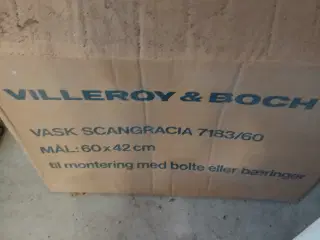 VILLEROY & BOCH
VASK SCANGRACIA 7183/60
MÅL: 60 x 42 cm
til montering med bolte eller bæringer